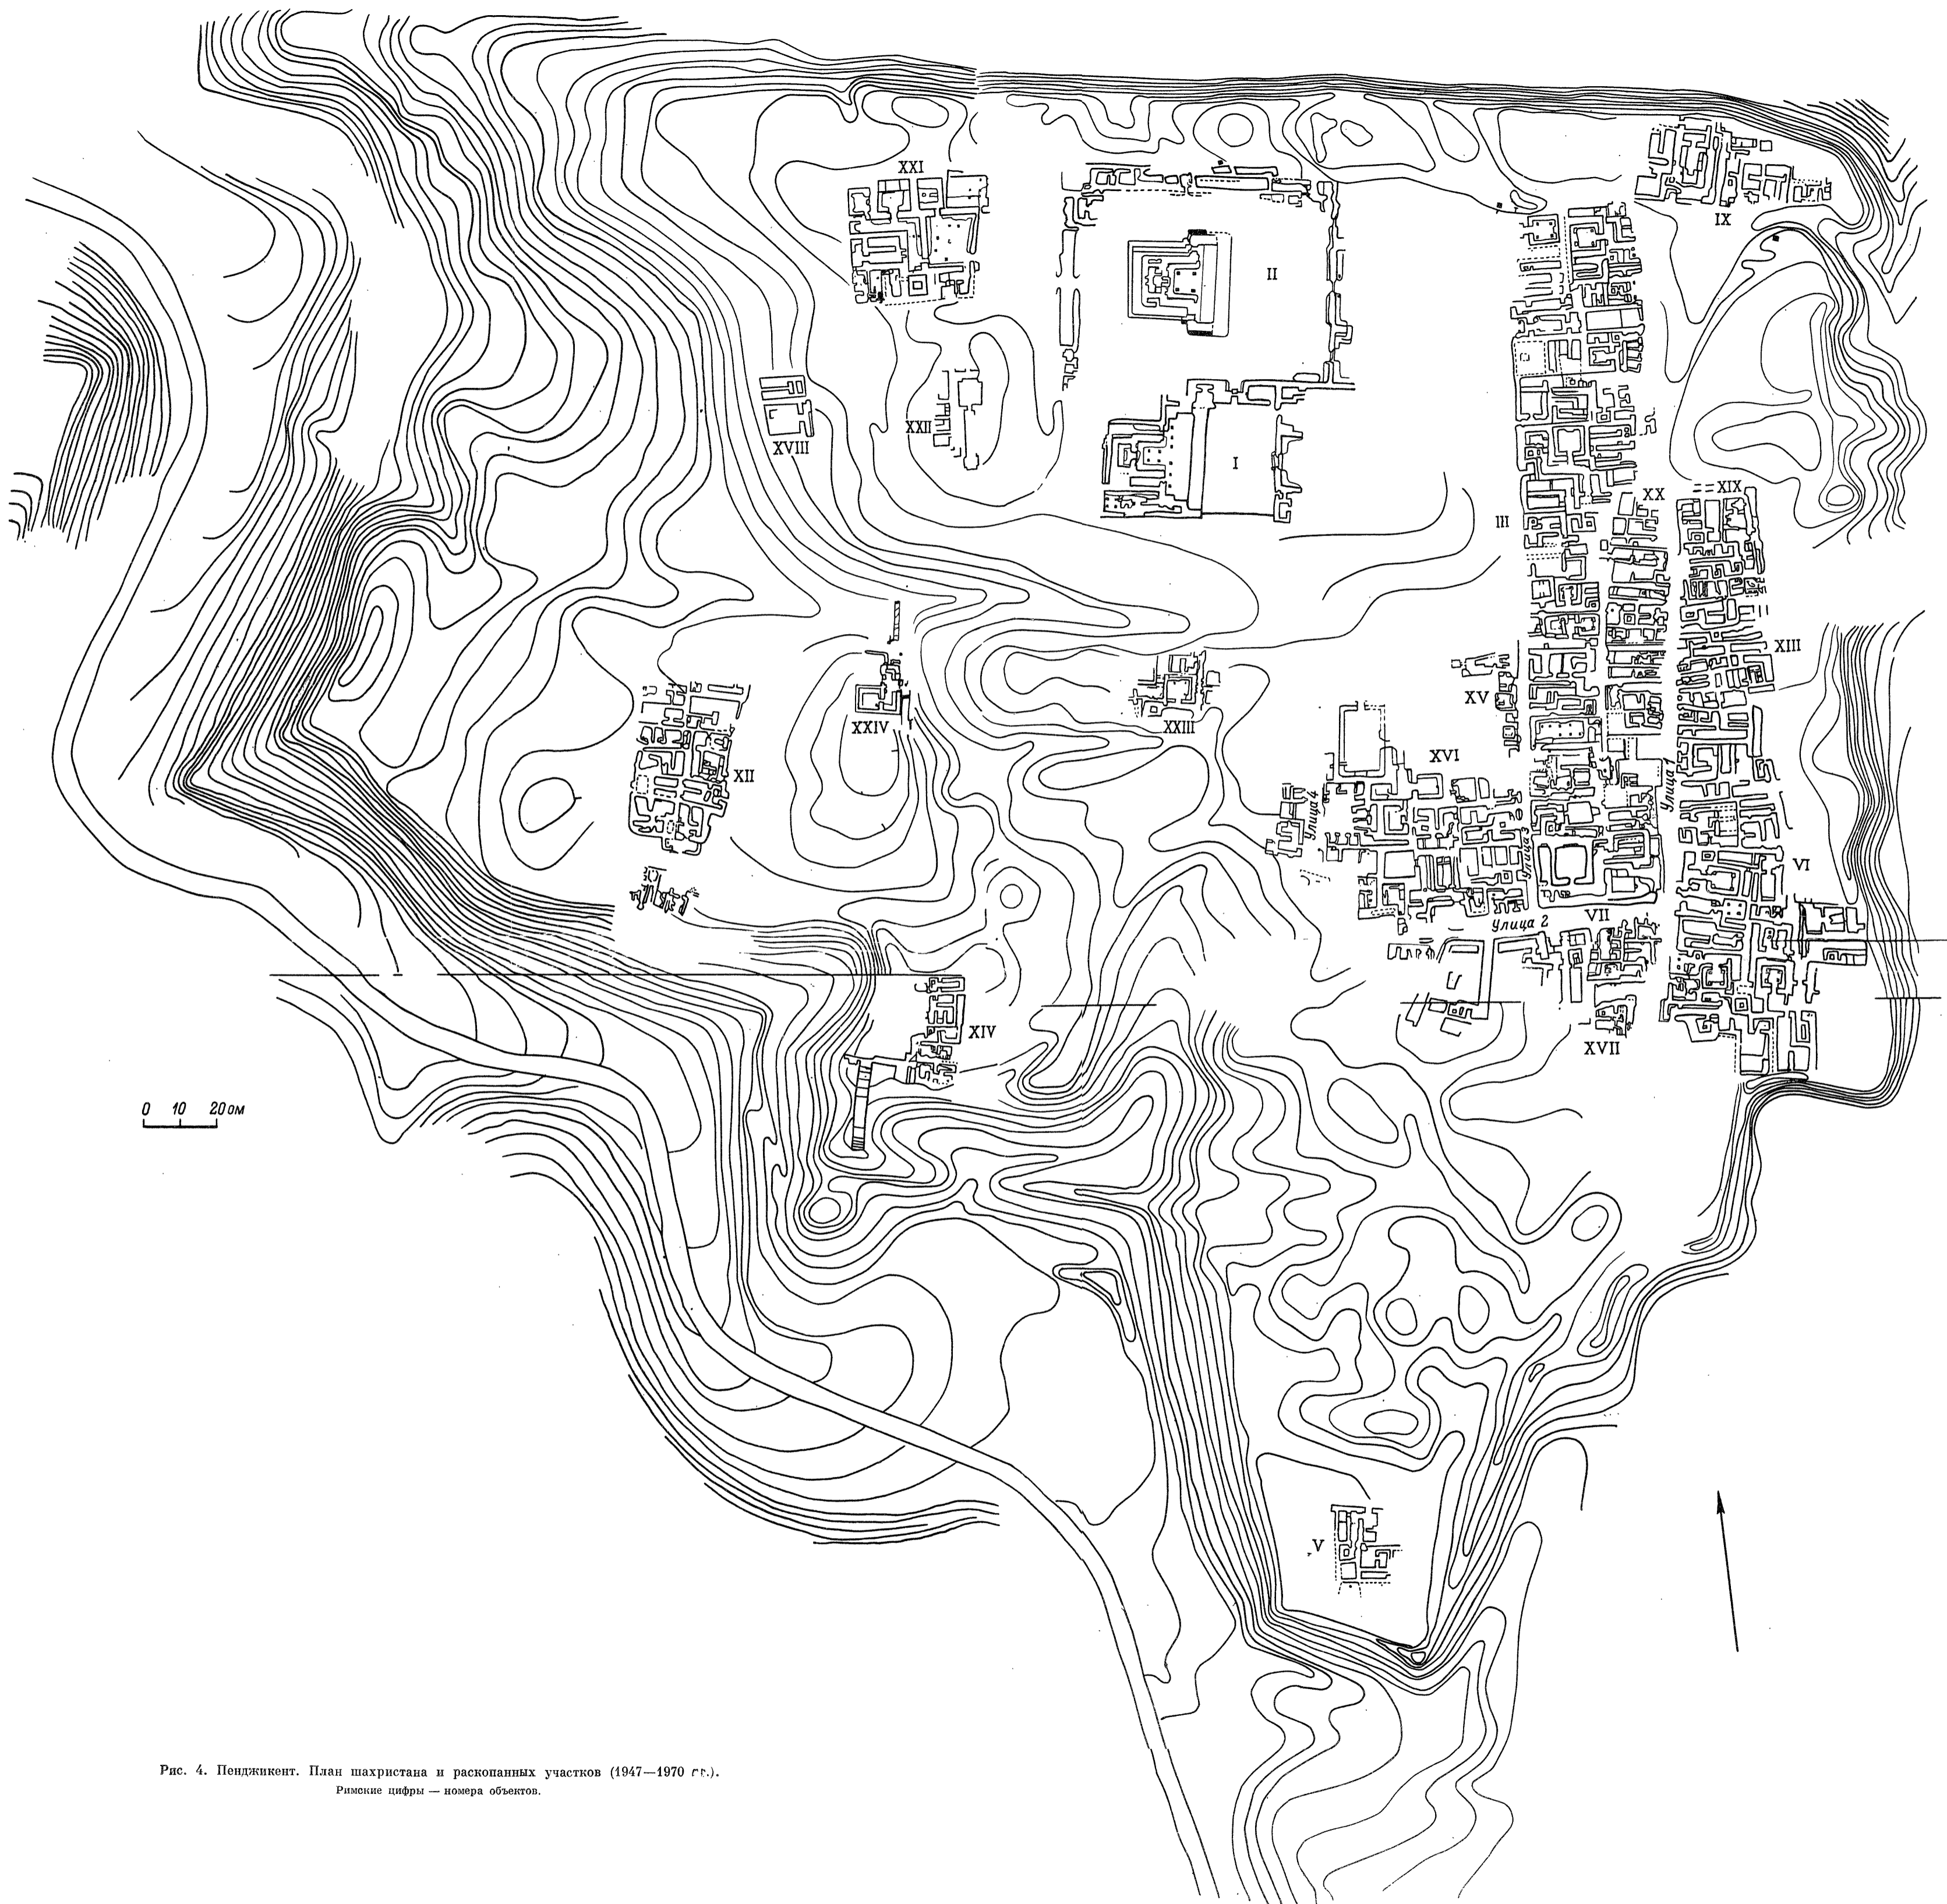 XXI
IX
II
XXII
XVIII
I
XX
XIX
III
XIII
XV
XXIV
XXIII
XII
XVI
Улица 1
Улица 4
Улица 3
VI
VII
Улица 2
XIV
XVII
0 10 20м
V
Рис. 4. Пенджикент. План шахристана и раскопанных участков (1947—1970 гг.).
Римские цифры — номера объектов.